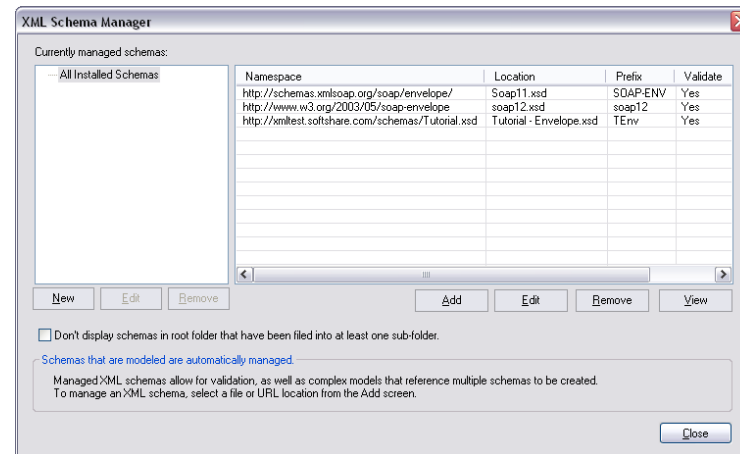 XML Schema Manager
Currently managed schemas:
All Installed Schemas
Namespace Location Prefix Validate
http://schemas.xmlsoap.org/soap/envelope/ Soap11.xsd SOAP-ENV Yes
http://www.w3.org/2003/05/soap-envelope soap12.xsd soap12 Yes
http://xmltest.softshare.com/schemas/Tutorial.xsd Tutorial - Envelope.xsd TEnv Yes
New Edit Remove Add Edit Remove View
Don't display schemas in root folder that have been filed into at least one sub-folder.
Schemas that are modeled are automatically managed.
Managed XML schemas allow for validation, as well as complex models that reference multiple schemas to be created.
To manage an XML schema, select a file or URL location from the Add screen.
Close